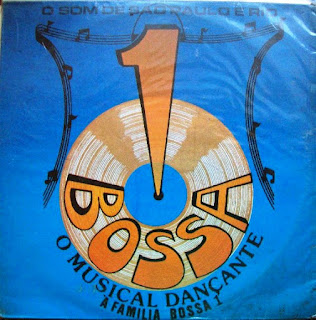 O SOM DE SÃO PAULO E RIO
1
BOSSA
O MUSICAL DANÇANTE
"A FAMILIA BOSSA 1"